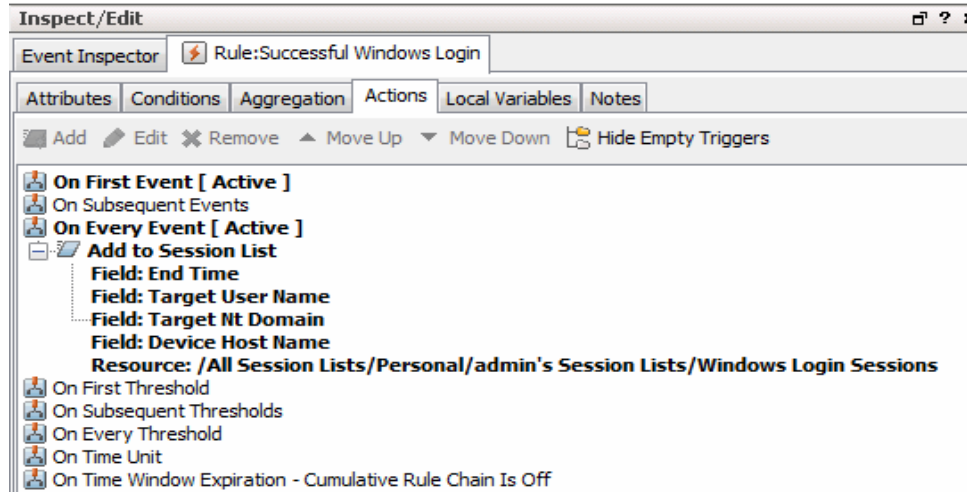 Inspect/Edit
Event Inspector Rule:Successful Windows Login
Attributes Conditions Aggregation Actions Local Variables Notes
Add Edit Remove Move Up Move Down Hide Empty Triggers
On First Event [ Active ]
On Subsequent Events
On Every Event [ Active ]
Add to Session List
Field: End Time
Field: Target User Name
Field: Target Nt Domain
Field: Device Host Name
Resource: /All Session Lists/Personal/admin's Session Lists/Windows Login Sessions
On First Threshold
On Subsequent Thresholds
On Every Threshold
On Time Unit
On Time Window Expiration - Cumulative Rule Chain Is Off